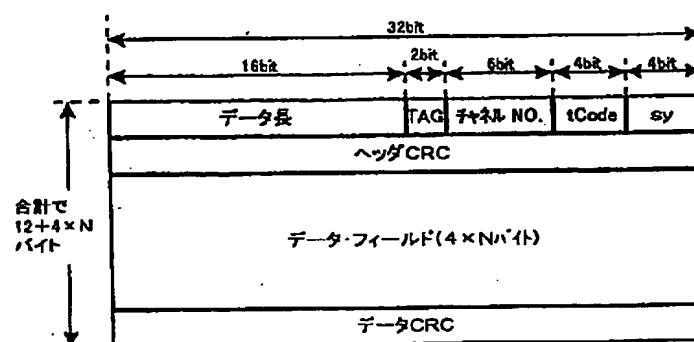 32bit
16bit 2bit 6bit 4bit 4bit
データ長 TAG チャネル NO. tCode sy
ヘッダCRC
合計で
12+4×N
バイト
データ・フィールド(4×Nバイト)
データCRC